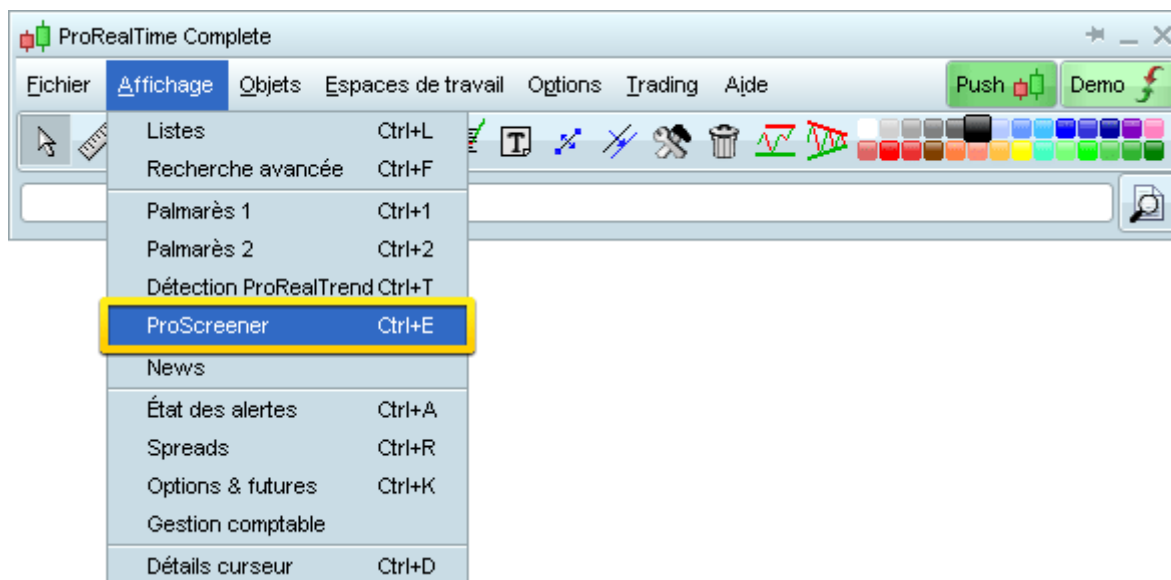 ProRealTime Complete
Fichier Affichage Objets Espaces de travail Options Trading Aide Push Demo
Listes Ctrl+L
Recherche avancée Ctrl+F
Palmarès 1 Ctrl+1
Palmarès 2 Ctrl+2
Détection ProRealTrend Ctrl+T
ProScreener Ctrl+E
News
État des alertes Ctrl+A
Spreads Ctrl+R
Options & futures Ctrl+K
Gestion comptable
Détails curseur Ctrl+D